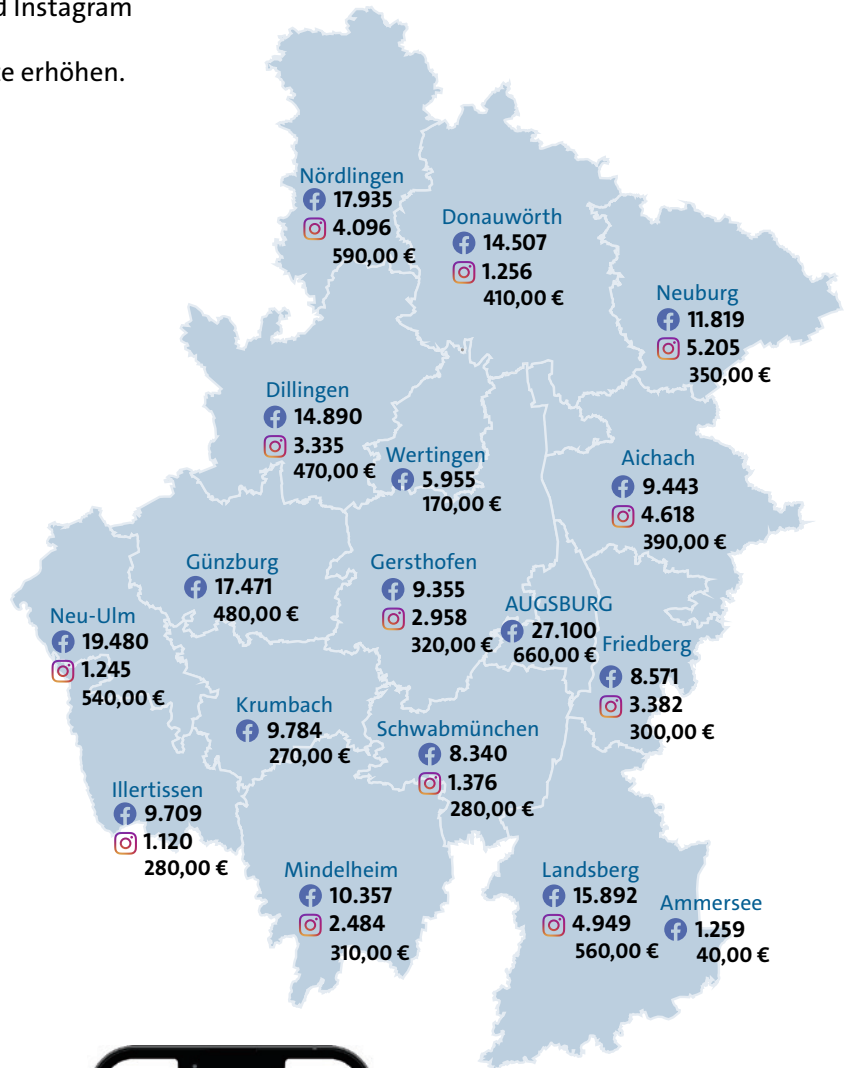 d Instagram
e erhöhen.
Nördlingen
17.935
4.096
590,00 €
Donauwörth
14.507
1.256
410,00 €
Neuburg
11.819
5.205
350,00 €
Dillingen
14.890
3.335
470,00 €
Wertingen
5.955
170,00 €
Aichach
9.443
4.618
390,00 €
Günzburg
17.471
480,00 €
Gersthofen
9.355
2.958
320,00 €
AUGSBURG
27.100
660,00 €
Neu-Ulm
19.480
1.245
540,00 €
Friedberg
8.571
3.382
300,00 €
Krumbach
9.784
270,00 €
Schwabmünchen
8.340
1.376
280,00 €
Illertissen
9.709
1.120
280,00 €
Mindelheim
10.357
2.484
310,00 €
Landsberg
15.892
4.949
560,00 €
Ammersee
1.259
40,00 €